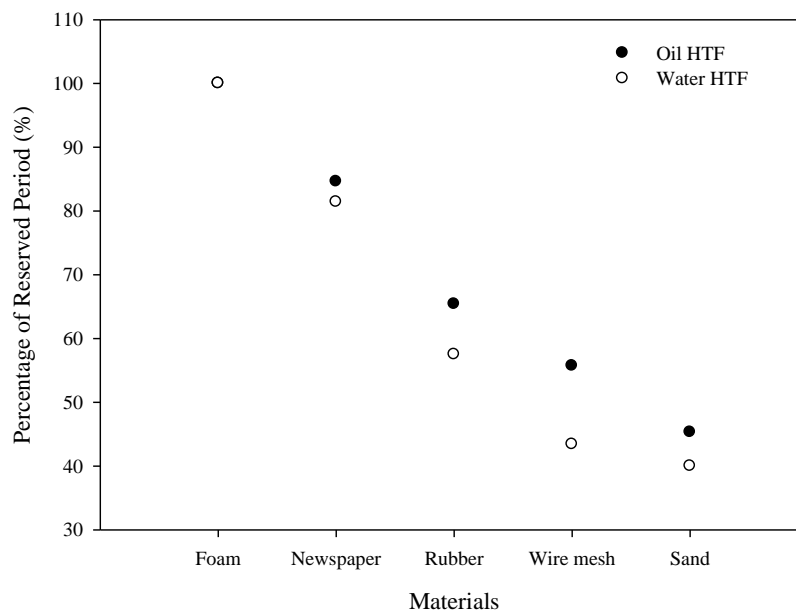 110
100
90
80
70
60
50
40
30
Percentage of Reserved Period (%)
Oil HTF
Water HTF
Foam Newspaper Rubber Wire mesh Sand
Materials